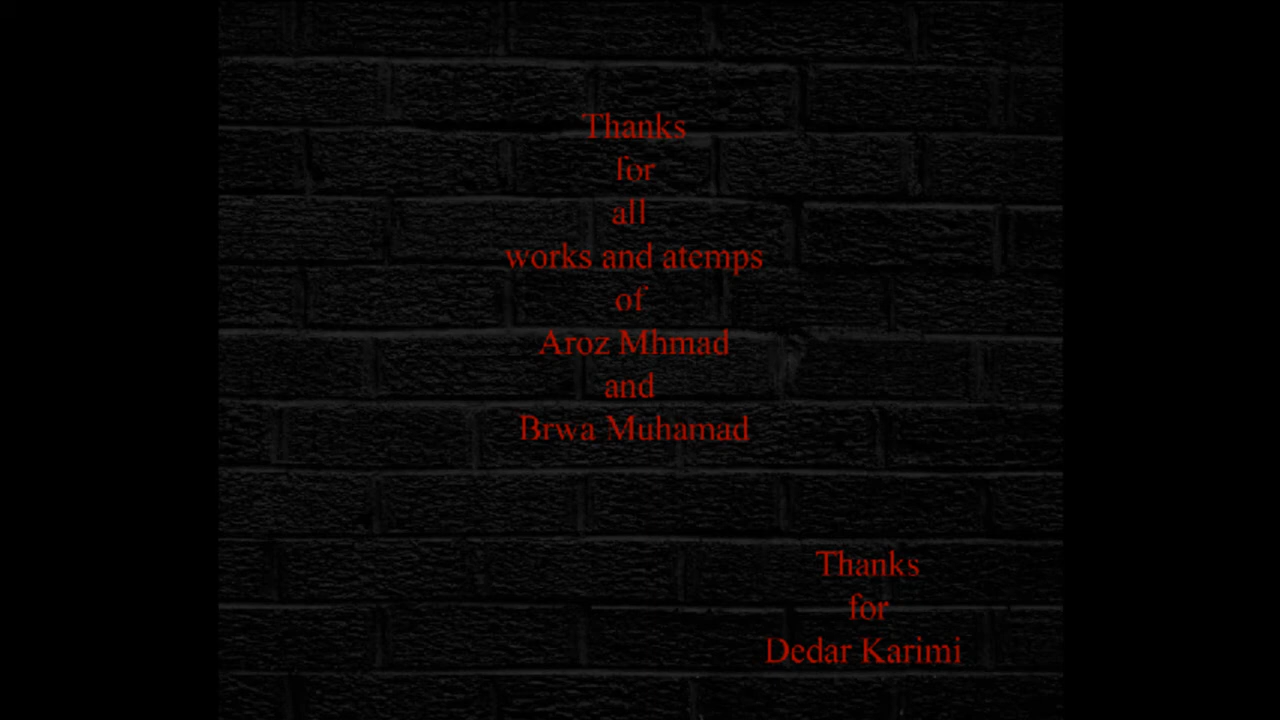 Thanks
for
all
works and atemps
of
Aroz Mhmad
and
Brwa Muhamad
Thanks
for
Dedar Karimi